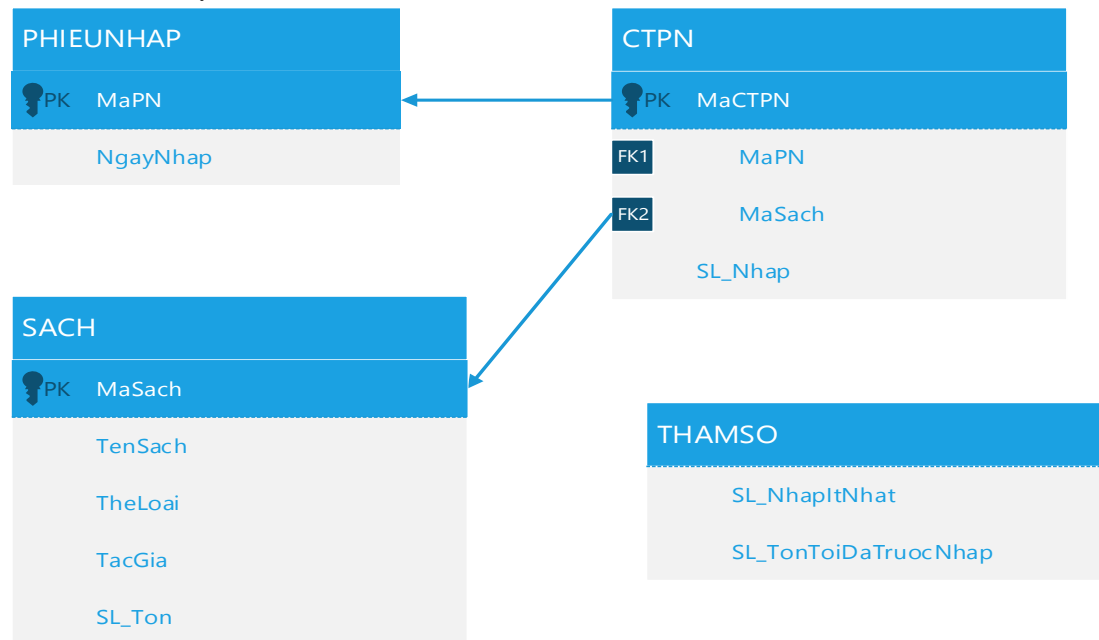 PHIEUNHAP
PK MaPN
NgayNhap
CTPN
PK MaCTPN
FK1 MaPN
FK2 MaSach
SL_Nhap
SACH
PK MaSach
TenSach
TheLoai
TacGia
SL_Ton
THAMSO
SL_NhapItNhat
SL_TonToiDaTruocNhap